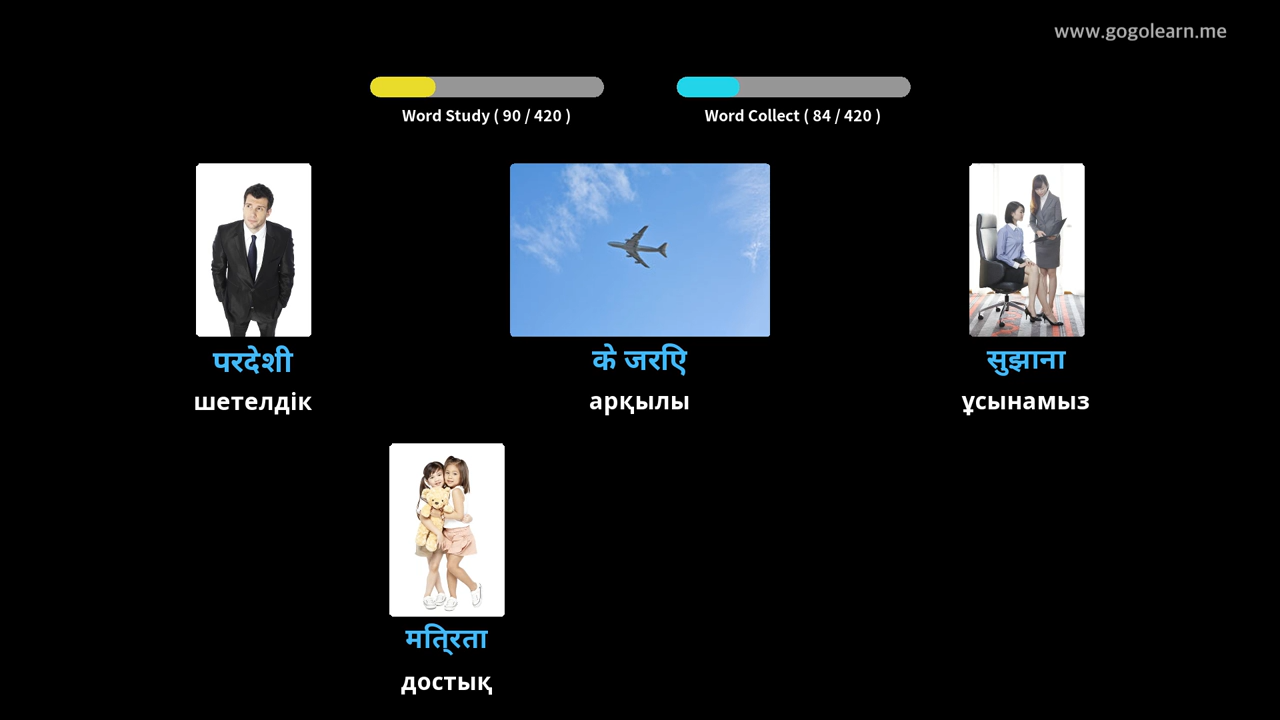 www.gogolearn.me
Word Study ( 90 / 420 )
Word Collect ( 84 / 420 )
परदेशी
के जरिए
सुझाना
шетелдік
арқылы
ұсынамыз
मित्रता
достық